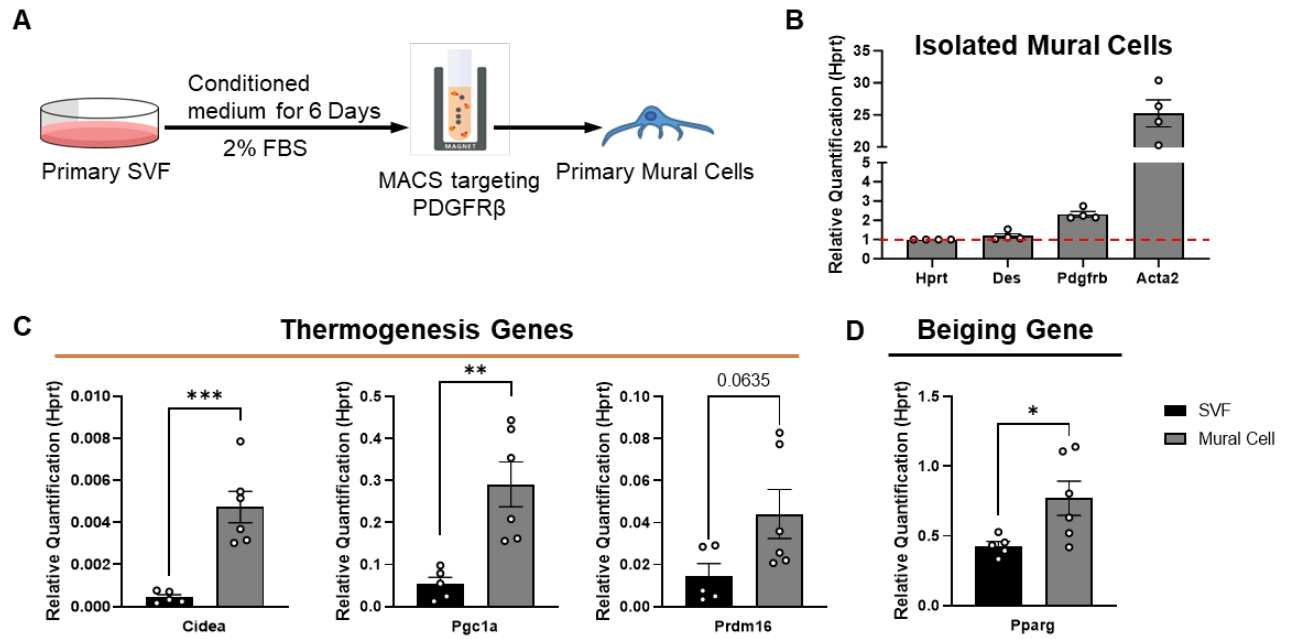 A
Conditioned
medium for 6 Days
2% FBS
Primary SVF
MAGNET
MACS targeting
PDGFRβ
Primary Mural Cells
B
Isolated Mural Cells
Relative Quantification (Hprt)
35
30
25
20
5
4
3
2
1
0
Hprt
Des
Pdgfrb
Acta2
C
Thermogenesis Genes
Relative Quantification (Hprt)
0.010
0.008
0.006
0.004
0.002
0.000
***
Cidea
Relative Quantification (Hprt)
0.5
0.4
0.3
0.2
0.1
0.0
**
Pgc1a
Relative Quantification (Hprt)
0.10
0.08
0.06
0.04
0.02
0.00
0.0635
Prdm16
D
Beiging Gene
Relative Quantification (Hprt)
1.5
1.0
0.5
0.0
*
Pparg
SVF
Mural Cell